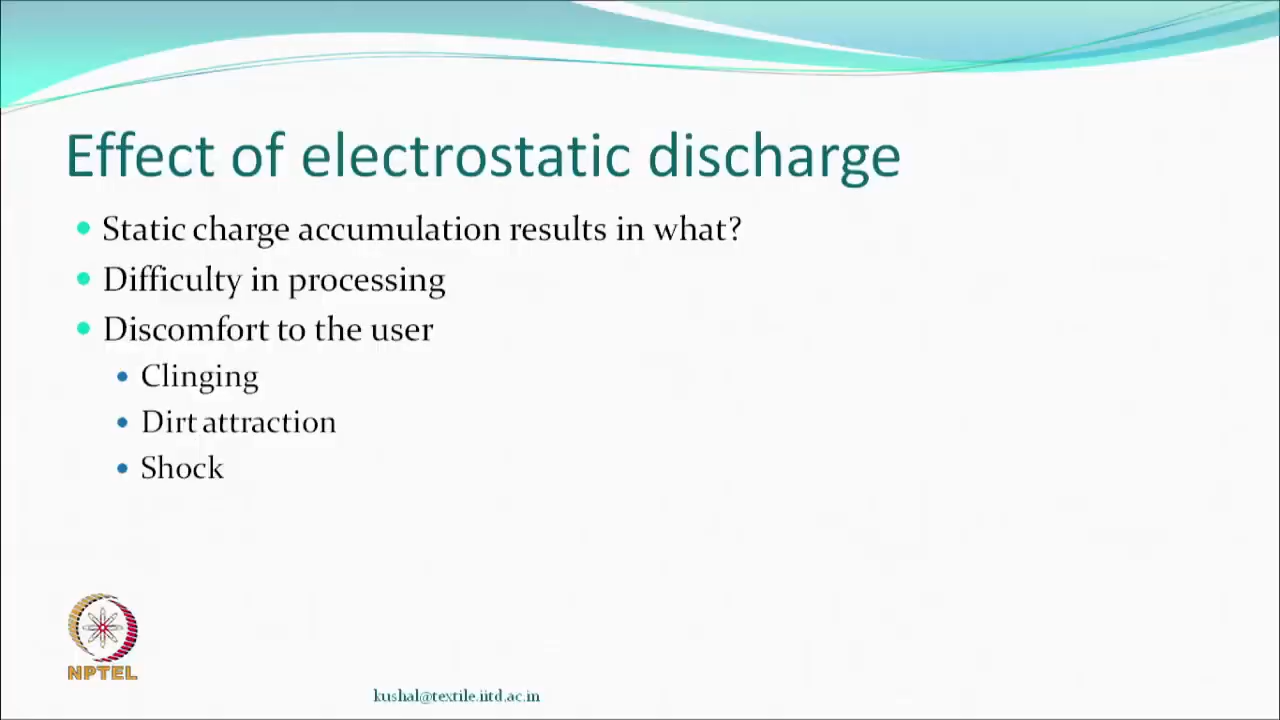 Effect of electrostatic discharge
Static charge accumulation results in what?
Difficulty in processing
Discomfort to the user
Clinging
Dirt attraction
Shock
NPTEL
kushal@textile.iitd.ac.in